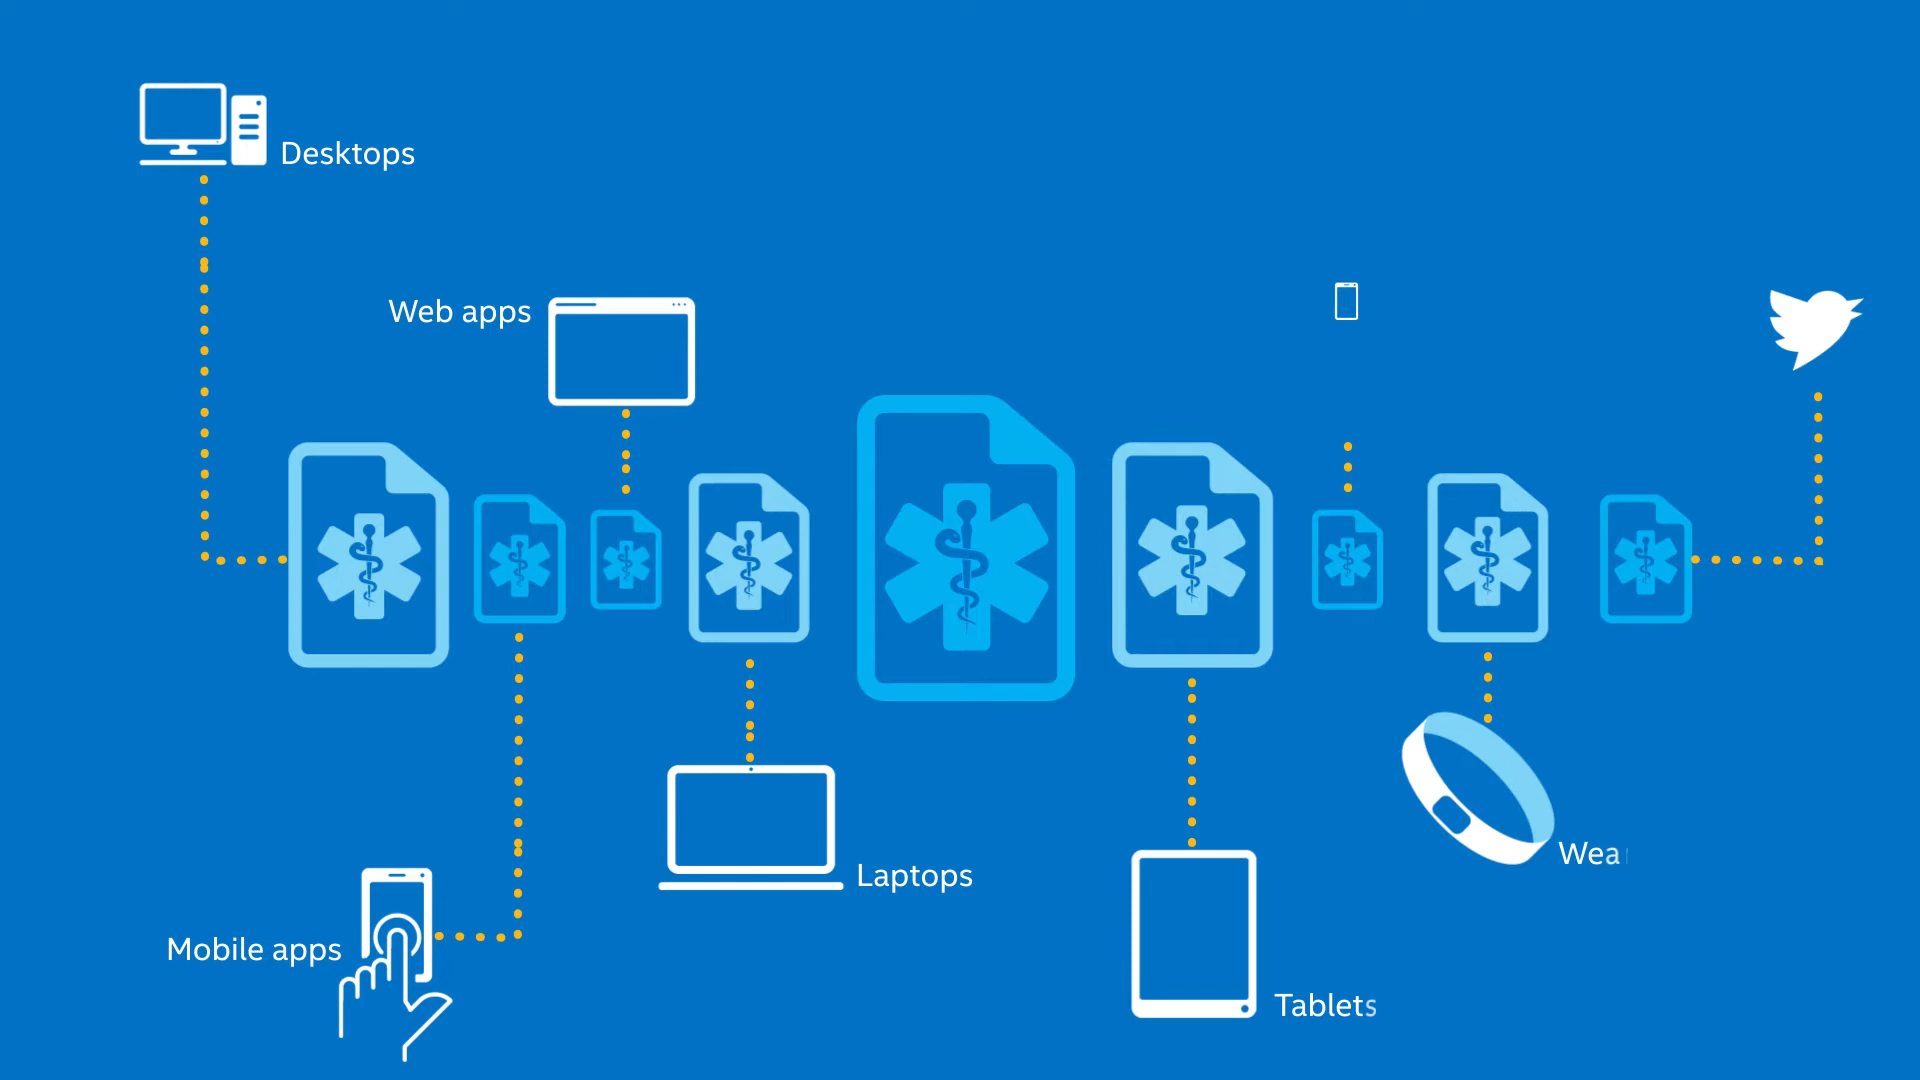 Desktops
Web apps
Laptops
Wea
Mobile apps
Tablets